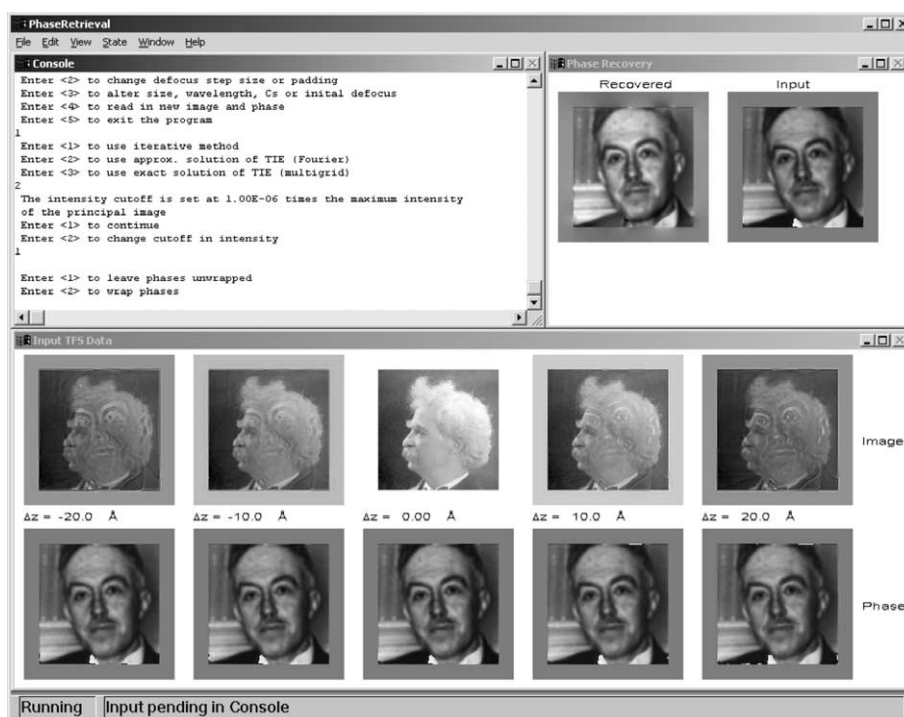 PhaseRetrieval
File Edit View State Window Help
Console
Enter <2> to change defocus step size or padding
Enter <3> to alter size, wavelength, Cs or inital defocus
Enter <4> to read in new image and phase
Enter <5> to exit the program
1
Enter <1> to use iterative method
Enter <2> to use approx. solution of TIE (Fourier)
Enter <3> to use exact solution of TIE (multigrid)
2
The intensity cutoff is set at 1.00E-06 times the maximum intensity
of the principal image
Enter <1> to continue
Enter <2> to change cutoff in intensity
1
Enter <1> to leave phases unwrapped
Enter <2> to wrap phases
Phase Recovery
Recovered Input
Input TFS Data
Image
Δz = -20.0 Å Δz = -10.0 Å Δz = 0.00 Å Δz = 10.0 Å Δz = 20.0 Å
Phase
Running Input pending in Console